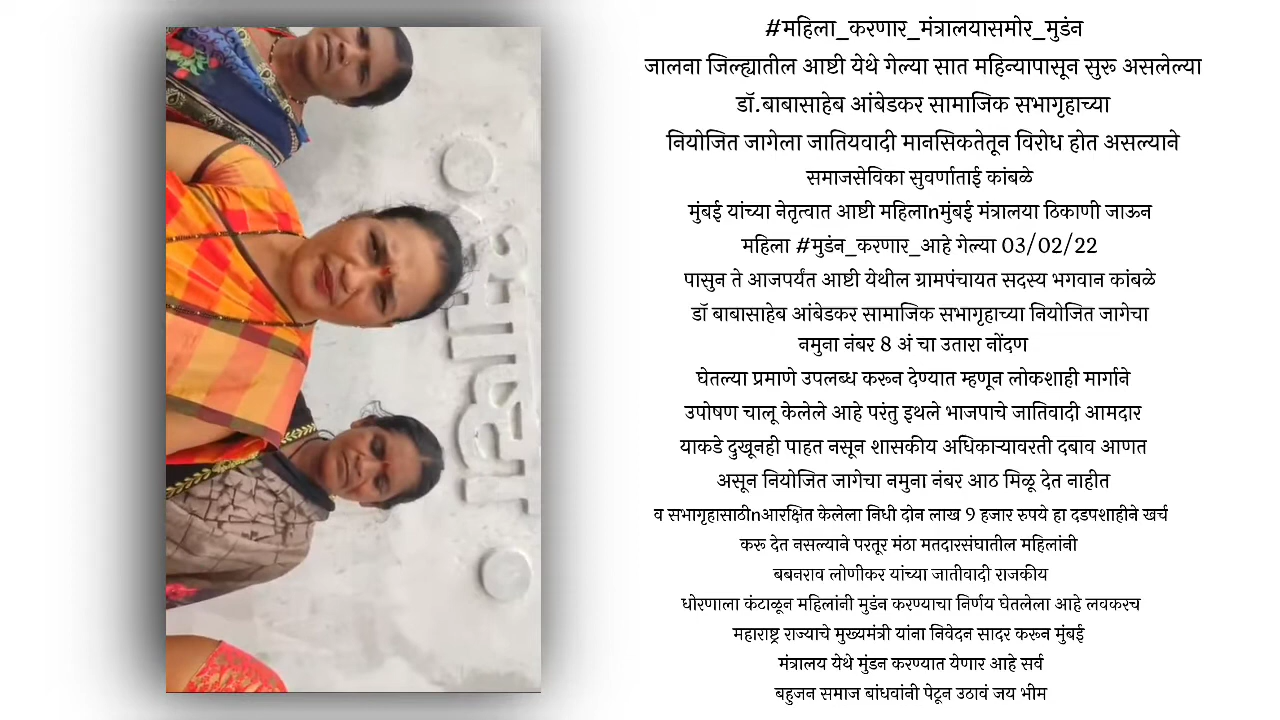 #महिला_करणार_मंत्रालयासमोर_मुडंन
जालना जिल्ह्यातील आष्टी येथे गेल्या सात महिन्यापासून सुरू असलेल्या
डॉ.बाबासाहेब आंबेडकर सामाजिक सभागृहाच्या
नियोजित जागेला जातियवादी मानसिकतेतून विरोध होत असल्याने
समाजसेविका सुवर्णाताई कांबळे
मुंबई यांच्या नेतृत्वात आष्टी महिलाnमुंबई मंत्रालया ठिकाणी जाऊन
महिला #मुडंन_करणार_आहे गेल्या 03/02/22
पासुन ते आजपर्यंत आष्टी येथील ग्रामपंचायत सदस्य भगवान कांबळे
डॉ बाबासाहेब आंबेडकर सामाजिक सभागृहाच्या नियोजित जागेचा
नमुना नंबर 8 अं चा उतारा नोंदण
घेतल्या प्रमाणे उपलब्ध करून देण्यात म्हणून लोकशाही मार्गाने
उपोषण चालू केलेले आहे परंतु इथले भाजपाचे जातिवादी आमदार
याकडे दुखूनही पाहत नसून शासकीय अधिकाऱ्यावरती दबाव आणत
असून नियोजित जागेचा नमुना नंबर आठ मिळू देत नाहीत
व सभागृहासाठीnआरक्षित केलेला निधी दोन लाख 9 हजार रुपये हा दडपशाहीने खर्च
करू देत नसल्याने परतूर मंठा मतदारसंघातील महिलांनी
बबनराव लोणीकर यांच्या जातीवादी राजकीय
धोरणाला कंटाळून महिलांनी मुडंन करण्याचा निर्णय घेतलेला आहे लवकरच
महाराष्ट्र राज्याचे मुख्यमंत्री यांना निवेदन सादर करून मुंबई
मंत्रालय येथे मुंडन करण्यात येणार आहे सर्व
बहुजन समाज बांधवांनी पेटून उठावं जय भीम